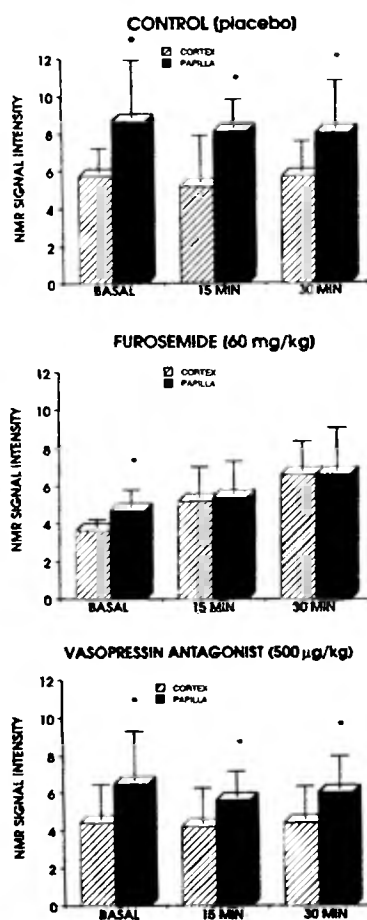 CONTROL (placebo)
CORTEX
PAPILLA
NMR SIGNAL INTENSITY
12
10
8
6
4
2
0
BASAL 15 MIN 30 MIN
FUROSEMIDE (60 mg/kg)
CORTEX
PAPILLA
NMR SIGNAL INTENSITY
12
10
8
6
4
2
0
BASAL 15 MIN 30 MIN
VASOPRESSIN ANTAGONIST (500 µg/kg)
CORTEX
PAPILLA
NMR SIGNAL INTENSITY
12
10
8
6
4
2
0
BASAL 15 MIN 30 MIN